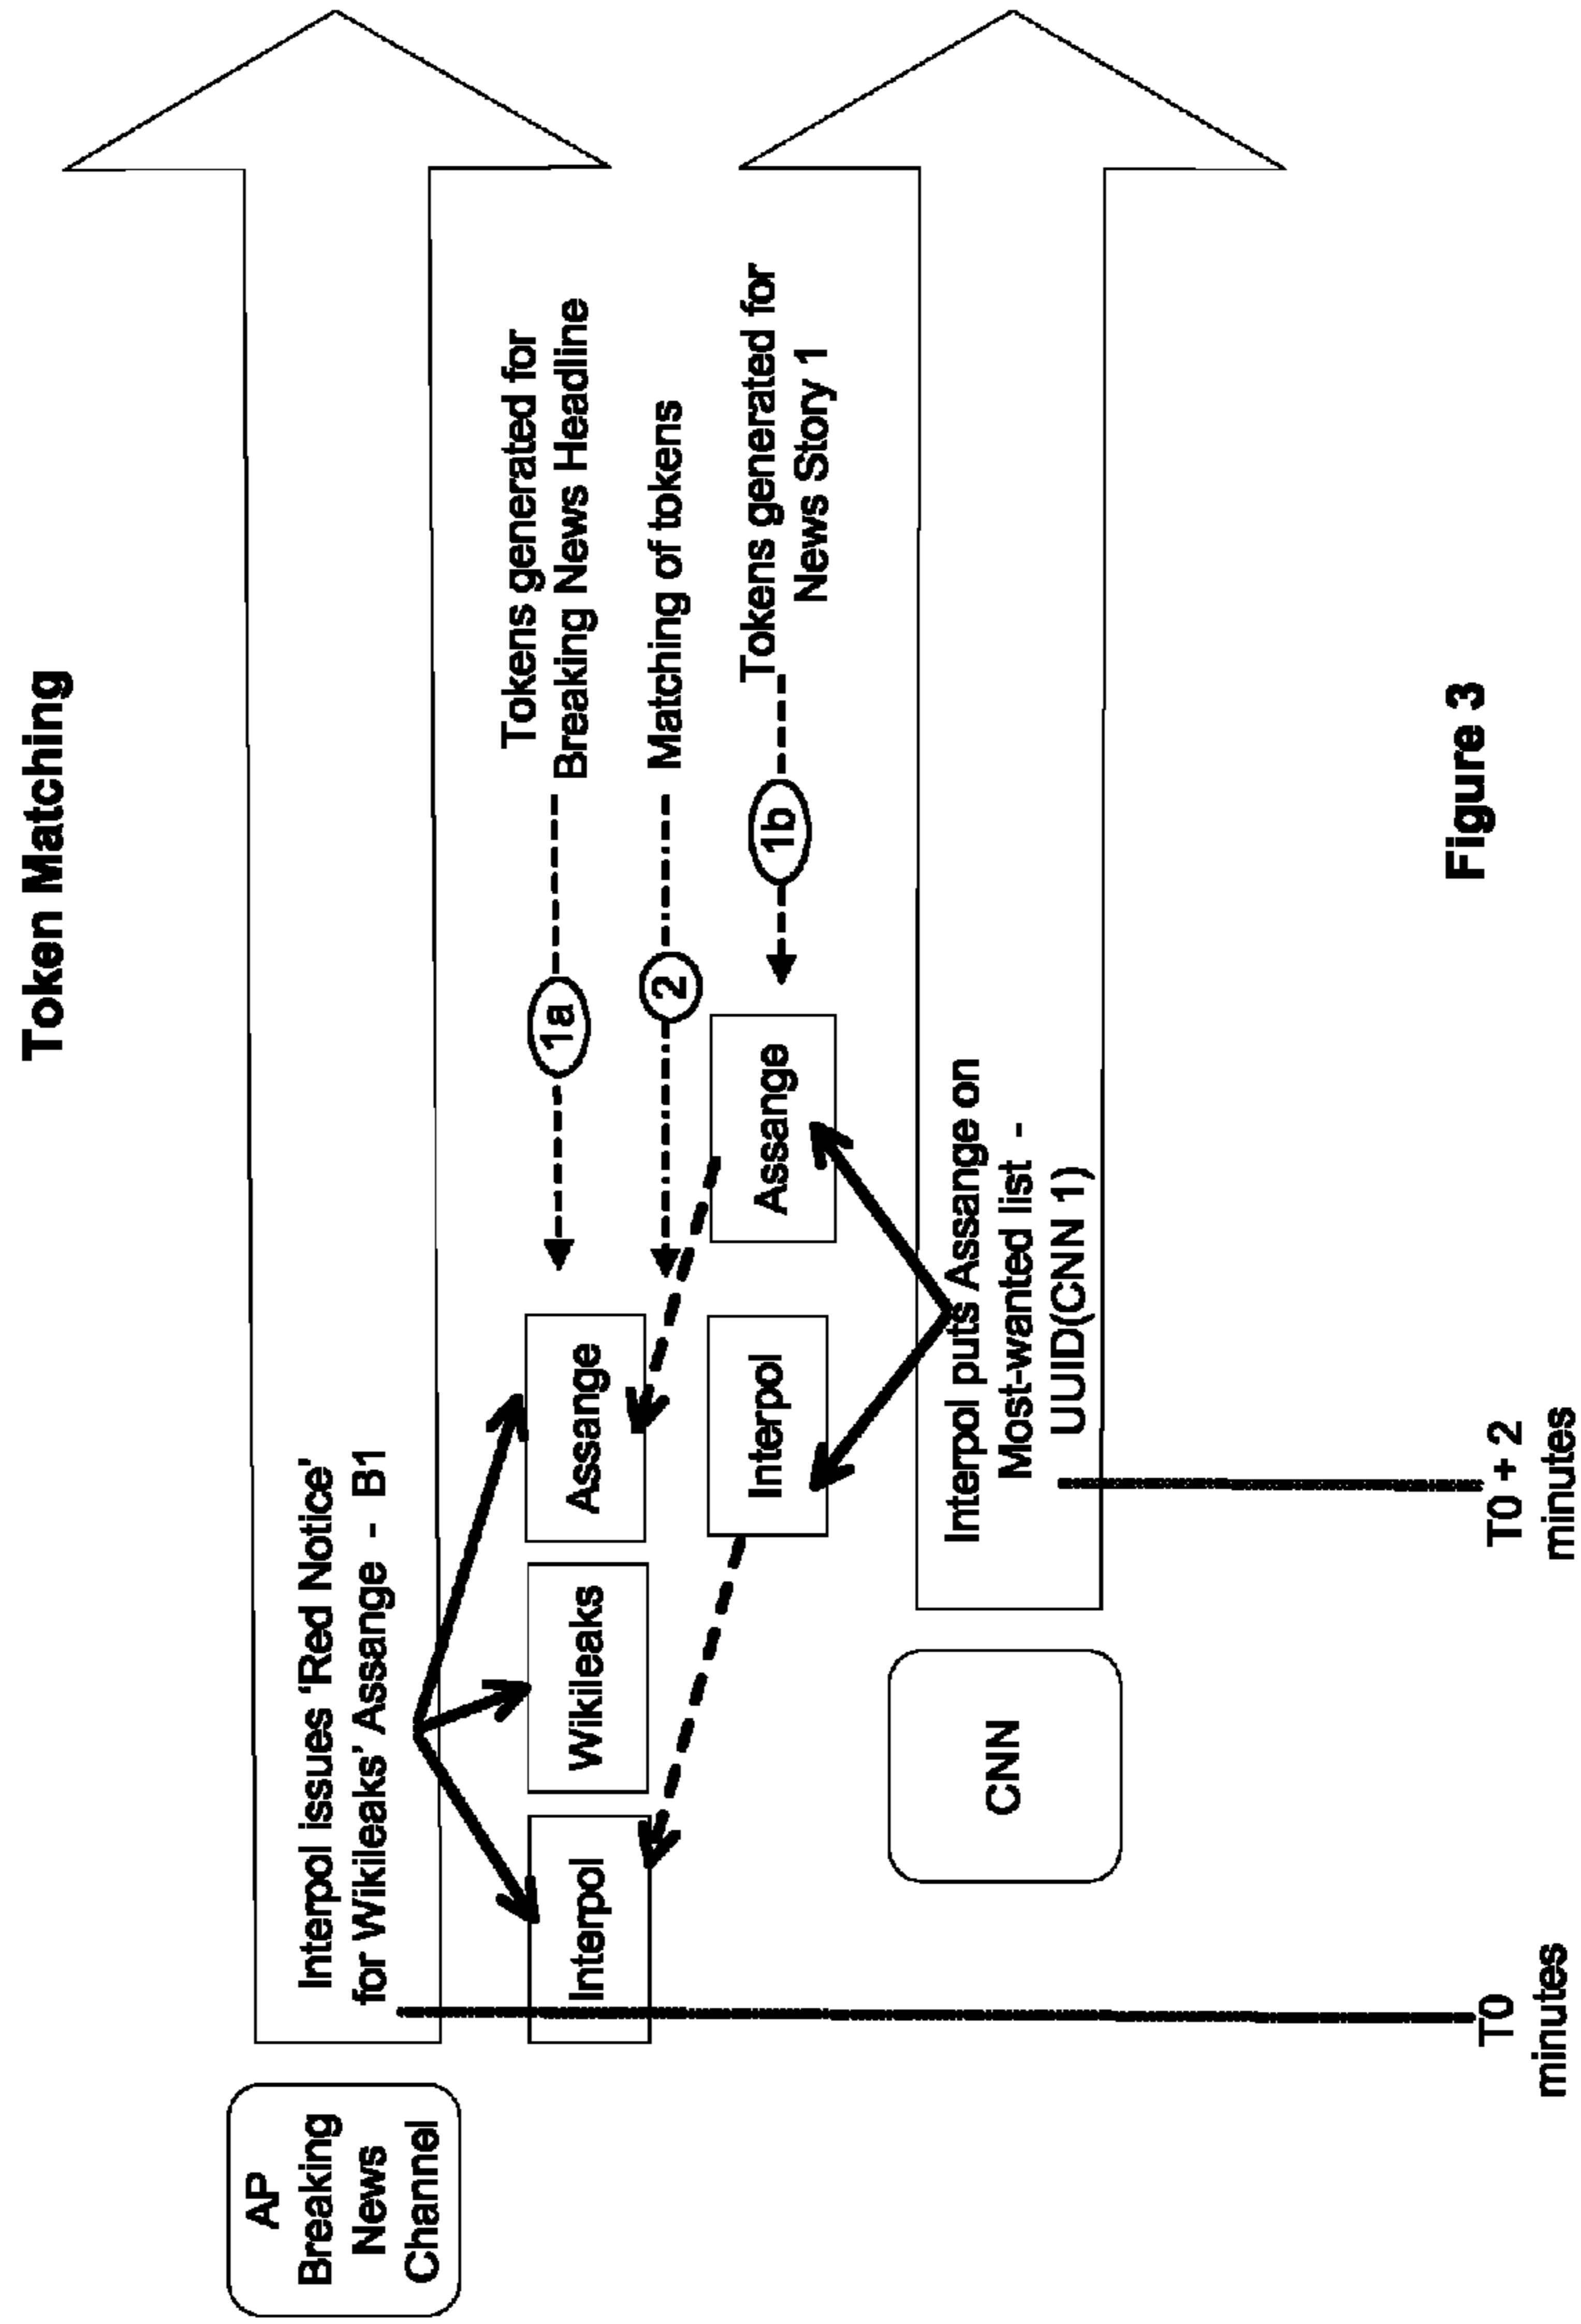 Token Matching
AP
Breaking
News
Channel
Interpol issues ‘Red Notice’
for Wikileaks’ Assange - B1
Interpol
Wikileaks
Assange
1a
Tokens generated for
Breaking News Headline
2
Matching of tokens
Interpol
Assange
1b
Tokens generated for
News Story 1
CNN
Interpol puts Assange on
Most-wanted list -
UUID(CNN 1)
T0
minutes
T0 + 2
minutes
Figure 3